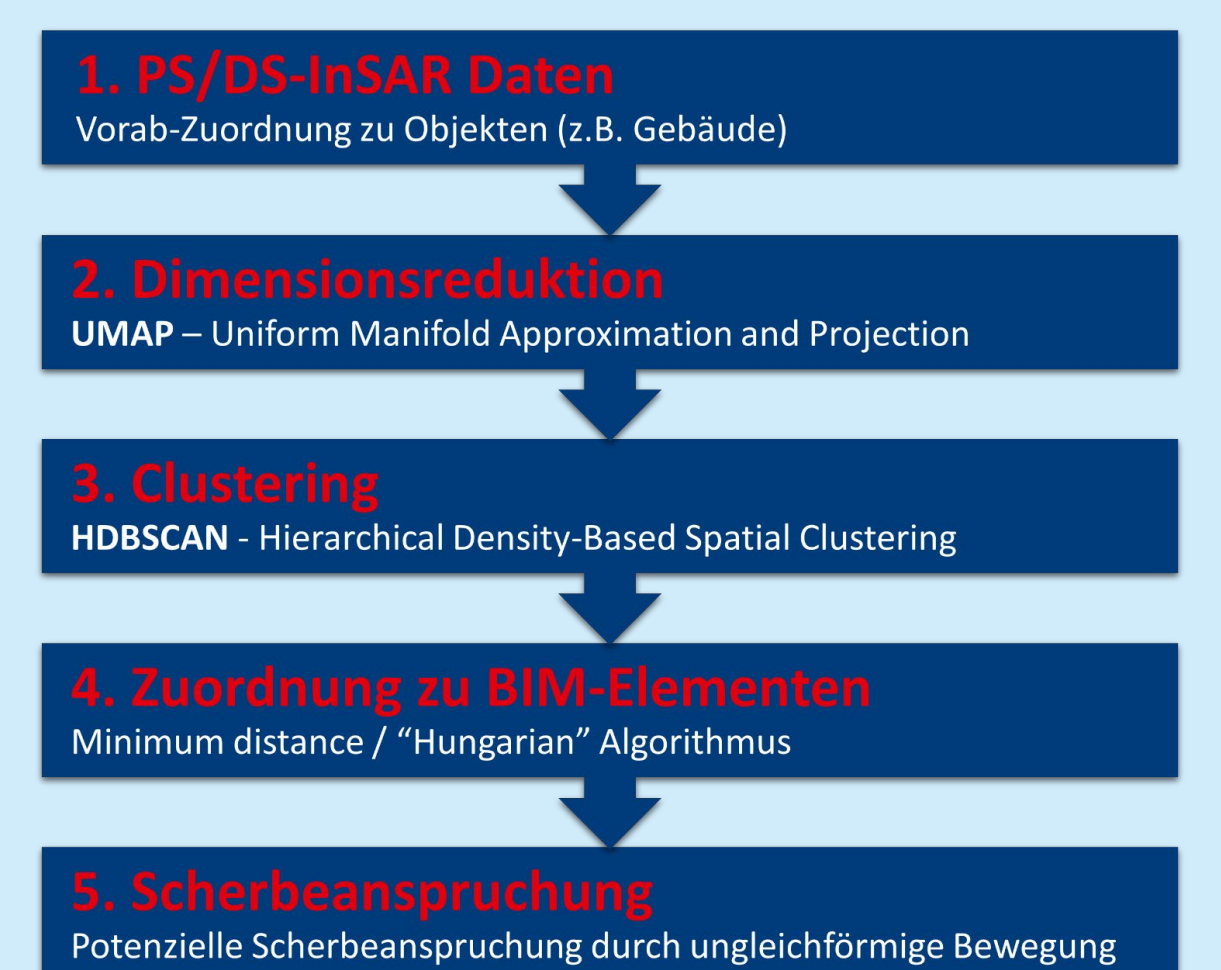 1. PS/DS-InSAR Daten
Vorab-Zuordnung zu Objekten (z.B. Gebäude)
2. Dimensionsreduktion
UMAP – Uniform Manifold Approximation and Projection
3. Clustering
HDBSCAN - Hierarchical Density-Based Spatial Clustering
4. Zuordnung zu BIM-Elementen
Minimum distance / “Hungarian” Algorithmus
5. Scherbeanspruchung
Potenzielle Scherbeanspruchung durch ungleichförmige Bewegung